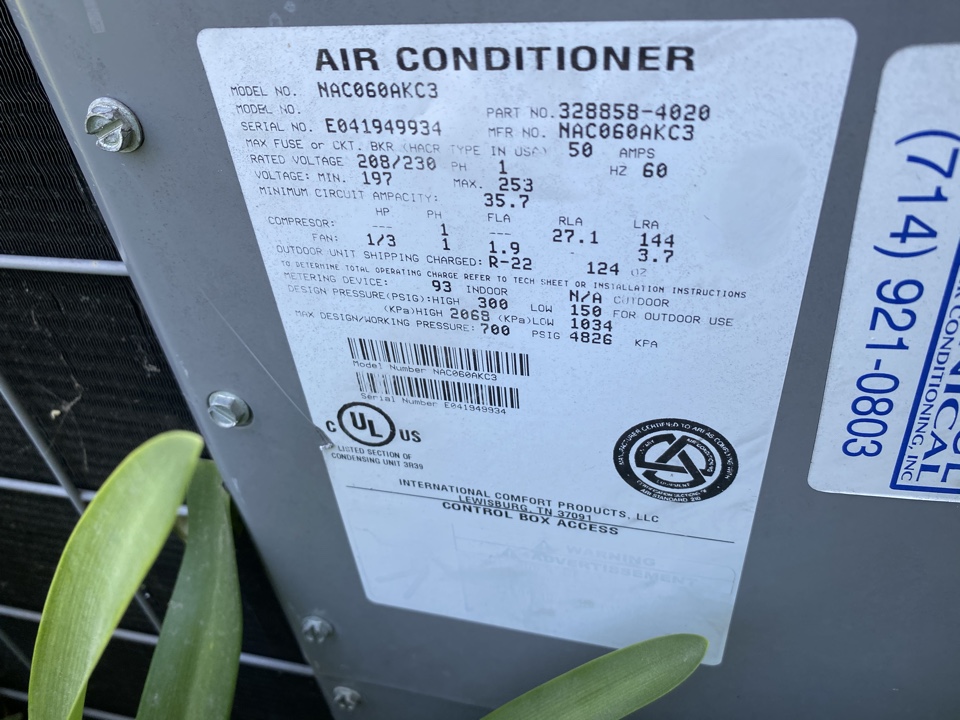 AIR CONDITIONER
MODEL NO. NAC060AKC3
MODEL NO. PART NO. 328858-4020
SERIAL NO. E041949934 MFR NO. NAC060AKC3
MAX FUSE or CKT. BKR (HACR TYPE IN USA) 50 AMPS
RATED VOLTAGE 208/230 PH 1 HZ 60
VOLTAGE: MIN. 197 MAX. 253
MINIMUM CIRCUIT AMPACITY: 35.7
HP PH FLA RLA LRA
COMPRESOR: --- 1 --- 27.1 144
FAN: 1/3 1 1.9 3.7
OUTDOOR UNIT SHIPPING CHARGED: R-22 124 OZ
TO DETERMINE TOTAL OPERATING CHARGE REFER TO TECH SHEET OR INSTALLATION INSTRUCTIONS
METERING DEVICE: 93 INDOOR N/A OUTDOOR
DESIGN PRESSURE(PSIG): HIGH 300 LOW 150 FOR OUTDOOR USE
(KPa)HIGH 2068 (KPa)LOW 1034
MAX DESIGN/WORKING PRESSURE: 700 PSIG 4826 KPA
Model Number NAC060AKC3
Serial Number E041949934
C UL US
LISTED SECTION OF
CONDENSING UNIT 3R39
INTERNATIONAL COMFORT PRODUCTS, LLC
LEWISBURG, TN 37091
CONTROL BOX ACCESS
WARNING
AVERTISSEMENT
(714) 921-0803
CONDITIONING, INC